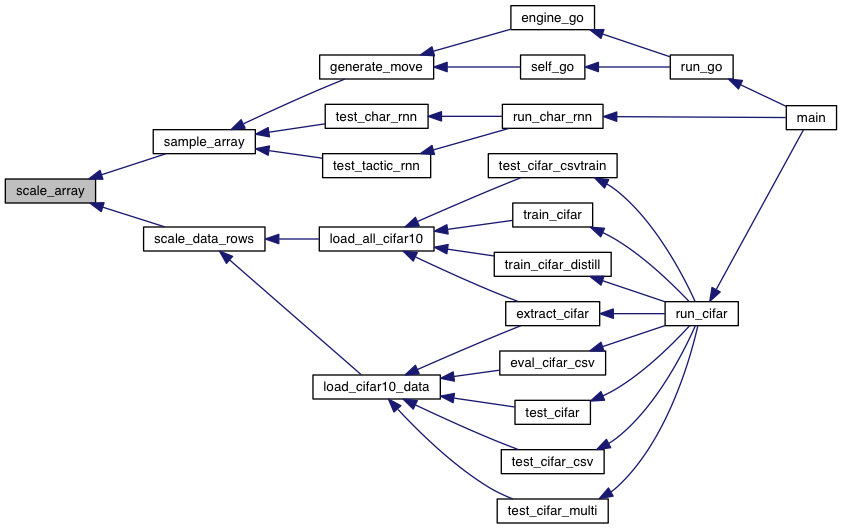 engine_go
generate_move
self_go
run_go
test_char_rnn
run_char_rnn
main
sample_array
test_tactic_rnn
test_cifar_csvtrain
scale_array
train_cifar
scale_data_rows
load_all_cifar10
train_cifar_distill
extract_cifar
run_cifar
eval_cifar_csv
load_cifar10_data
test_cifar
test_cifar_csv
test_cifar_multi